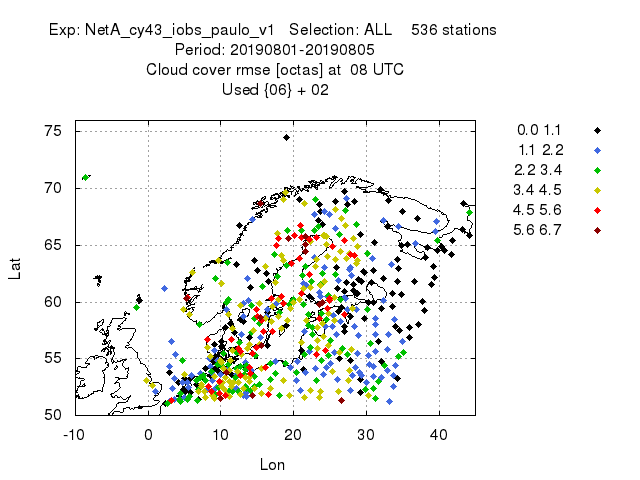 Exp: NetA_cy43_iobs_paulo_v1 Selection: ALL 536 stations
Period: 20190801-20190805
Cloud cover rmse [octas] at 08 UTC
Used {06} + 02
0.0 1.1
1.1 2.2
2.2 3.4
3.4 4.5
4.5 5.6
5.6 6.7
75
70
65
60
55
50
Lat
-10 0 10 20 30 40
Lon